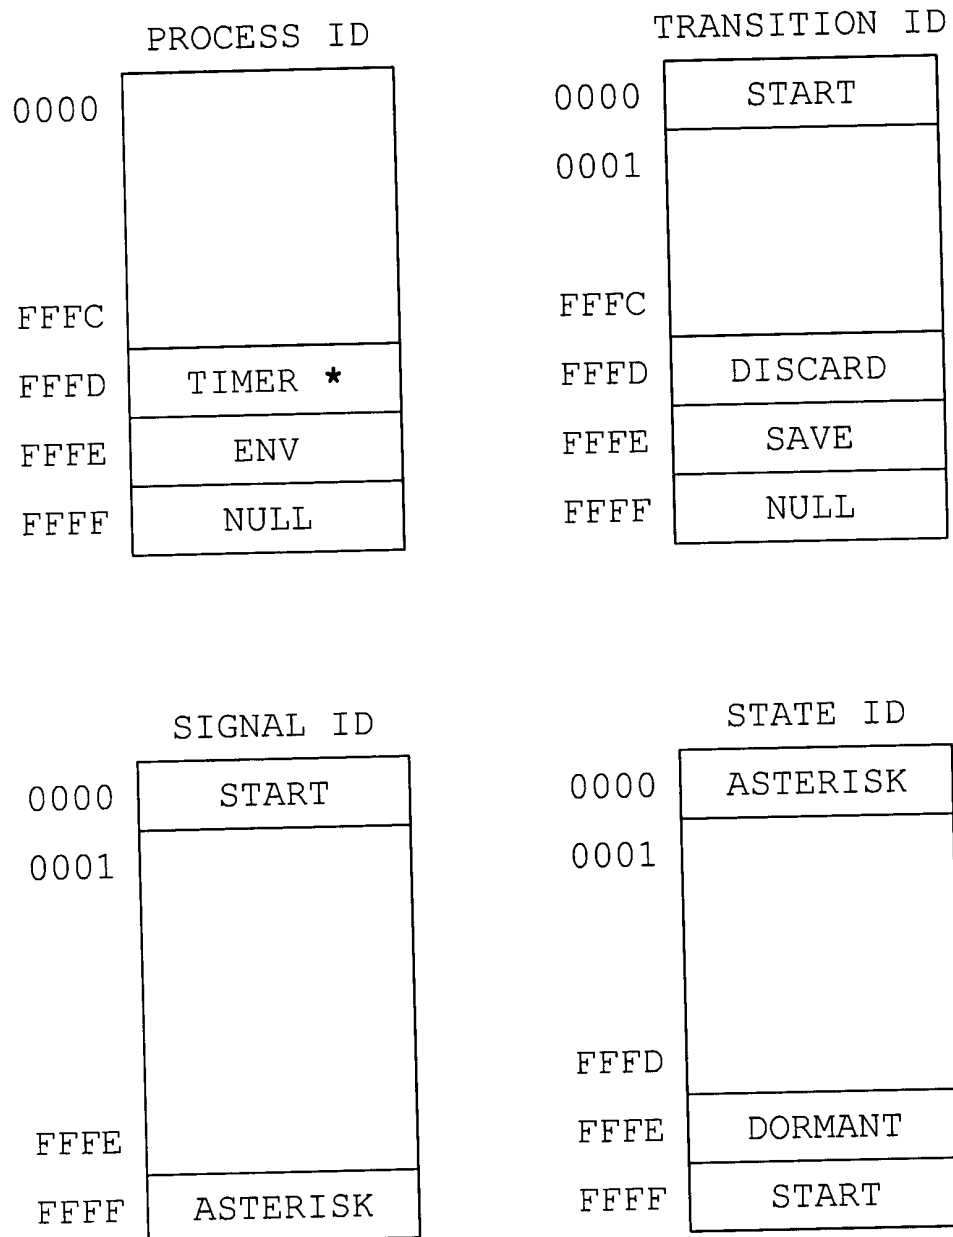 PROCESS ID
0000
FFFC
FFFD TIMER *
FFFE ENV
FFFF NULL
TRANSITION ID
0000 START
0001
FFFC
FFFD DISCARD
FFFE SAVE
FFFF NULL
SIGNAL ID
0000 START
0001
FFFE
FFFF ASTERISK
STATE ID
0000 ASTERISK
0001
FFFD
FFFE DORMANT
FFFF START